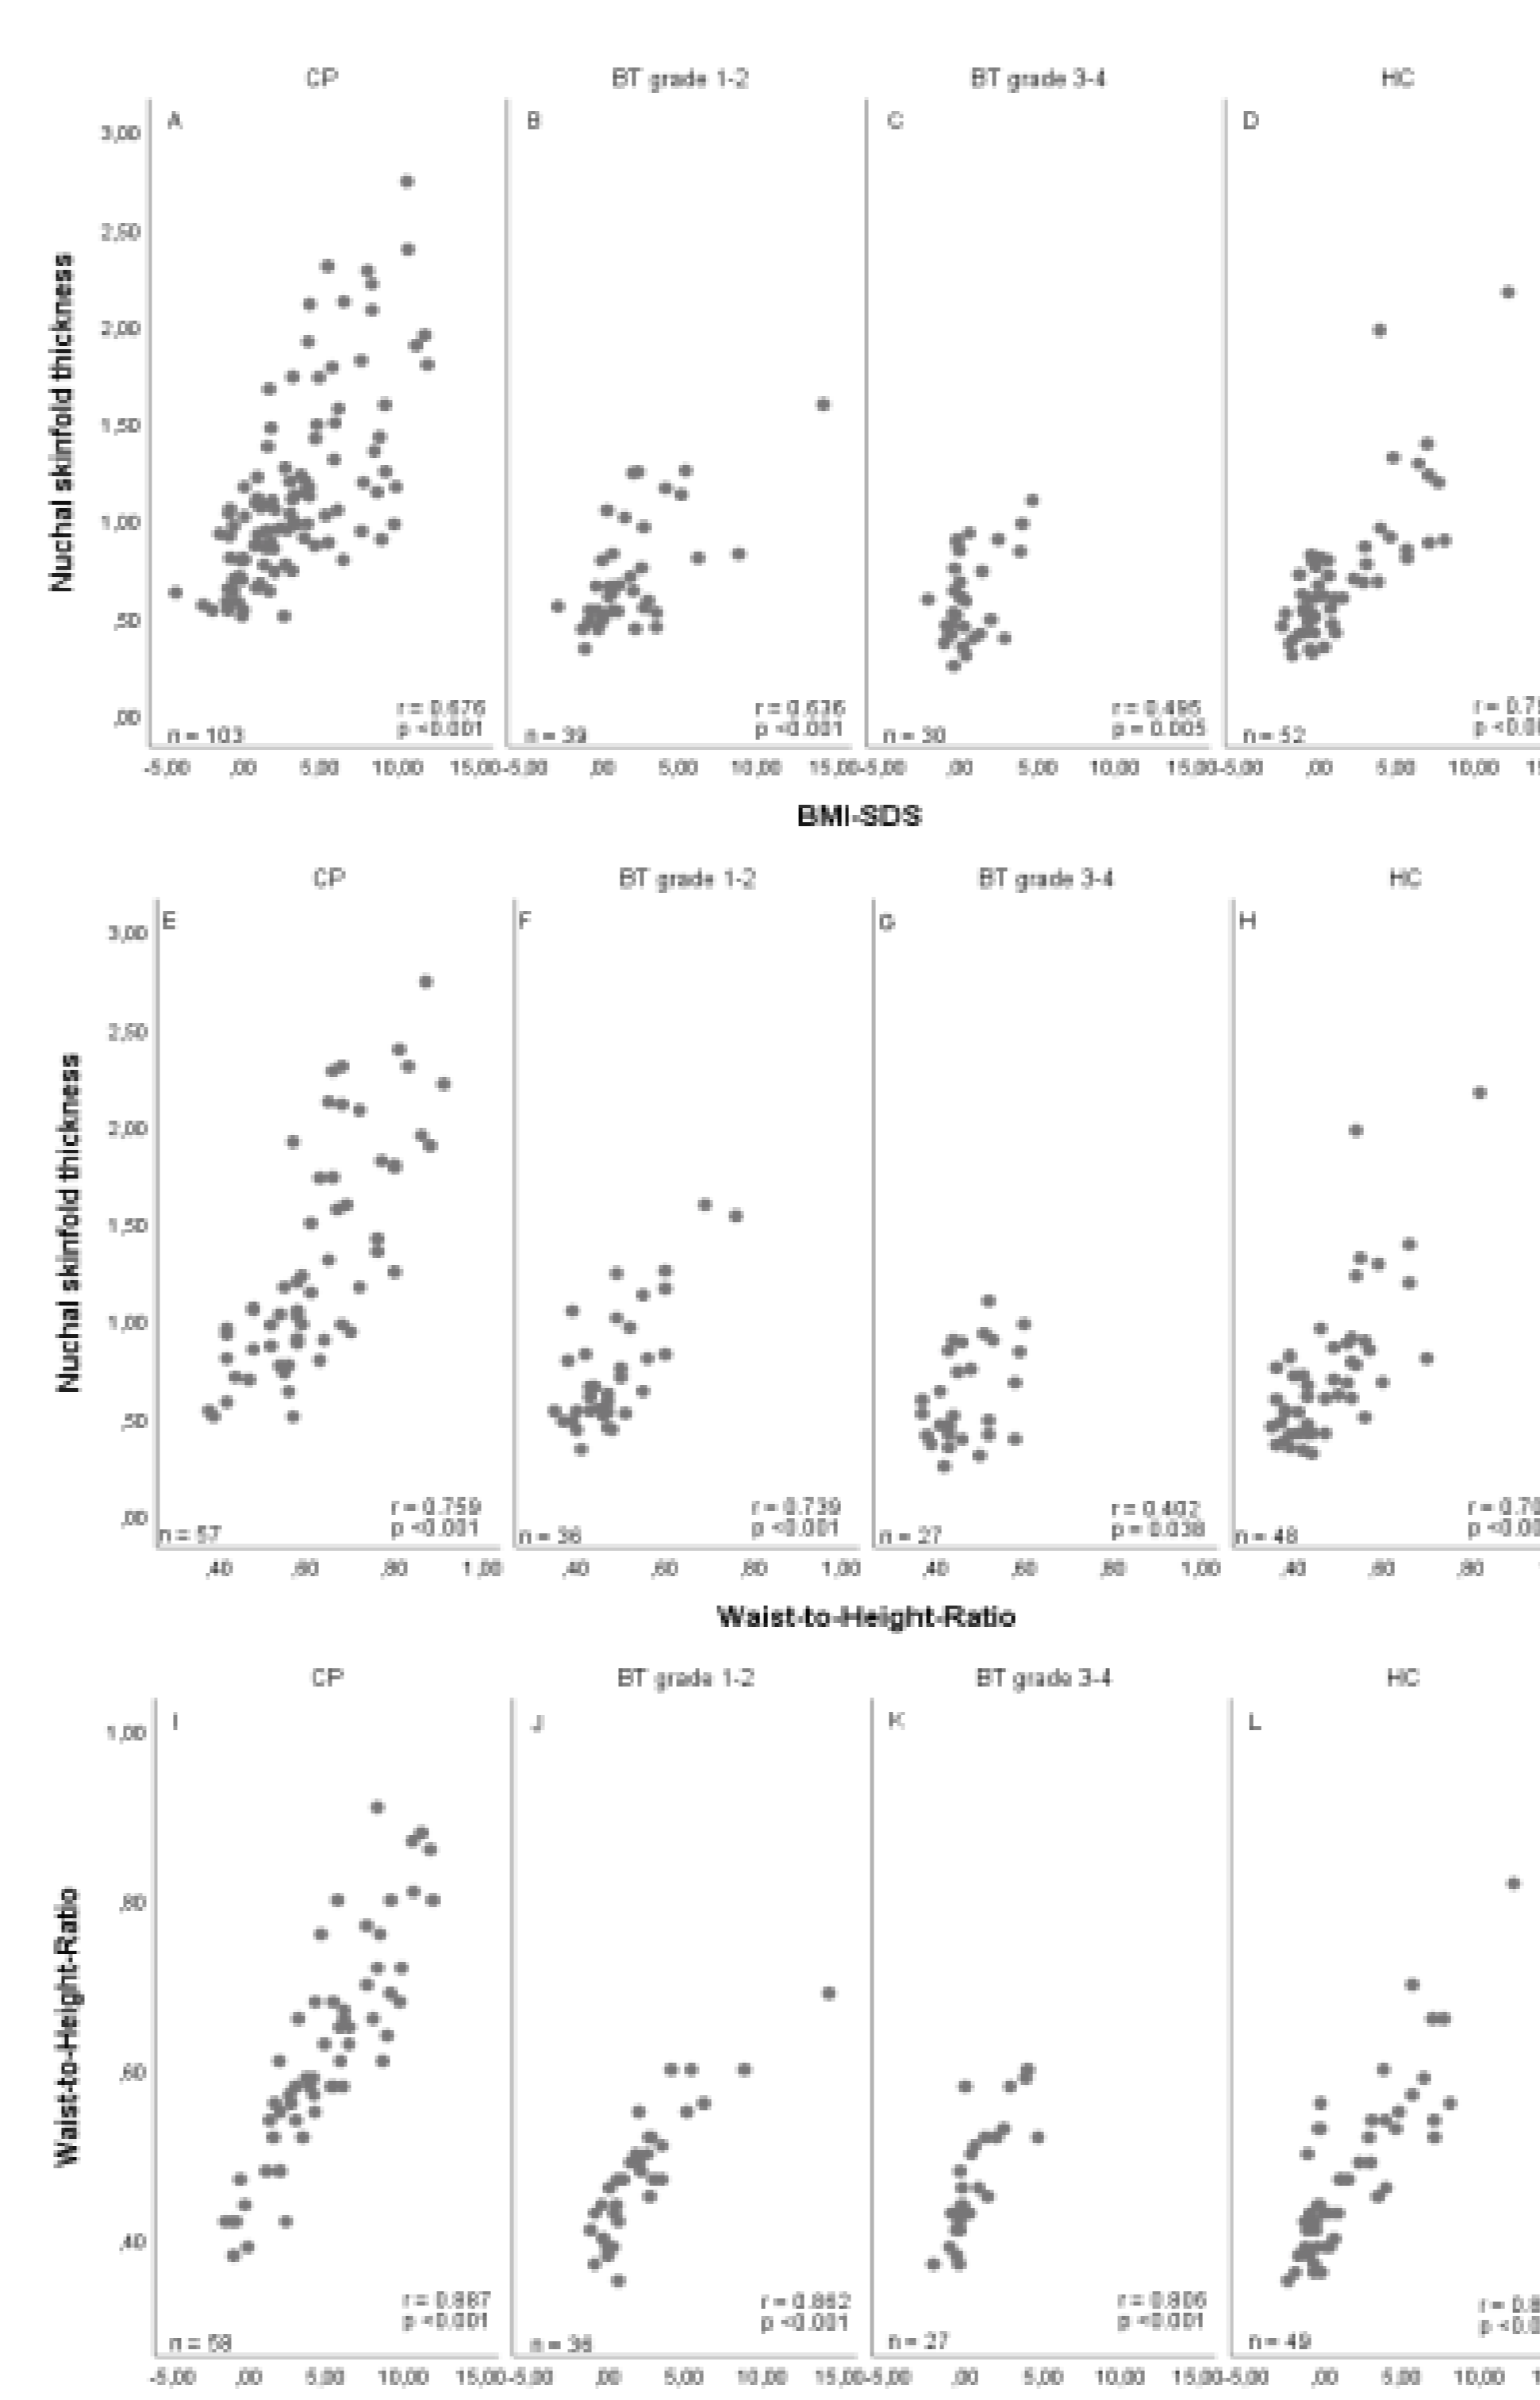 CP BT grade 1-2 BT grade 3-4 HC
A B C D
3,00
2,50
2,00
1,50
1,00
,50
,00
Nuchal skinfold thickness
r = 0.676 r = 0.636 r = 0.495
p <0.001 p <0.001 p = 0.005
n = 103 n = 39 n = 30 n = 52
-5,00 ,00 5,00 10,00 15,00 -5,00 ,00 5,00 10,00 15,00 -5,00 ,00 5,00 10,00 15,00 -5,00 ,00 5,00 10,00
BMI-SDS
CP BT grade 1-2 BT grade 3-4 HC
E F G H
3,00
2,50
2,00
1,50
1,00
,50
,00
Nuchal skinfold thickness
r = 0.759 r = 0.739 r = 0.402
p <0.001 p <0.001 p = 0.038
n = 57 n = 36 n = 27 n = 48
,40 ,60 ,80 1,00 ,40 ,60 ,80 1,00 ,40 ,60 ,80 1,00 ,40 ,60 ,80
Waist-to-Height-Ratio
CP BT grade 1-2 BT grade 3-4 HC
I J K L
1,00
,80
,60
,40
Waist-to-Height-Ratio
r = 0.887 r = 0.862 r = 0.806
p <0.001 p <0.001 p <0.001
n = 58 n = 36 n = 27 n = 49
-5,00 ,00 5,00 10,00 15,00 -5,00 ,00 5,00 10,00 15,00 -5,00 ,00 5,00 10,00 15,00 -5,00 ,00 5,00 10,00